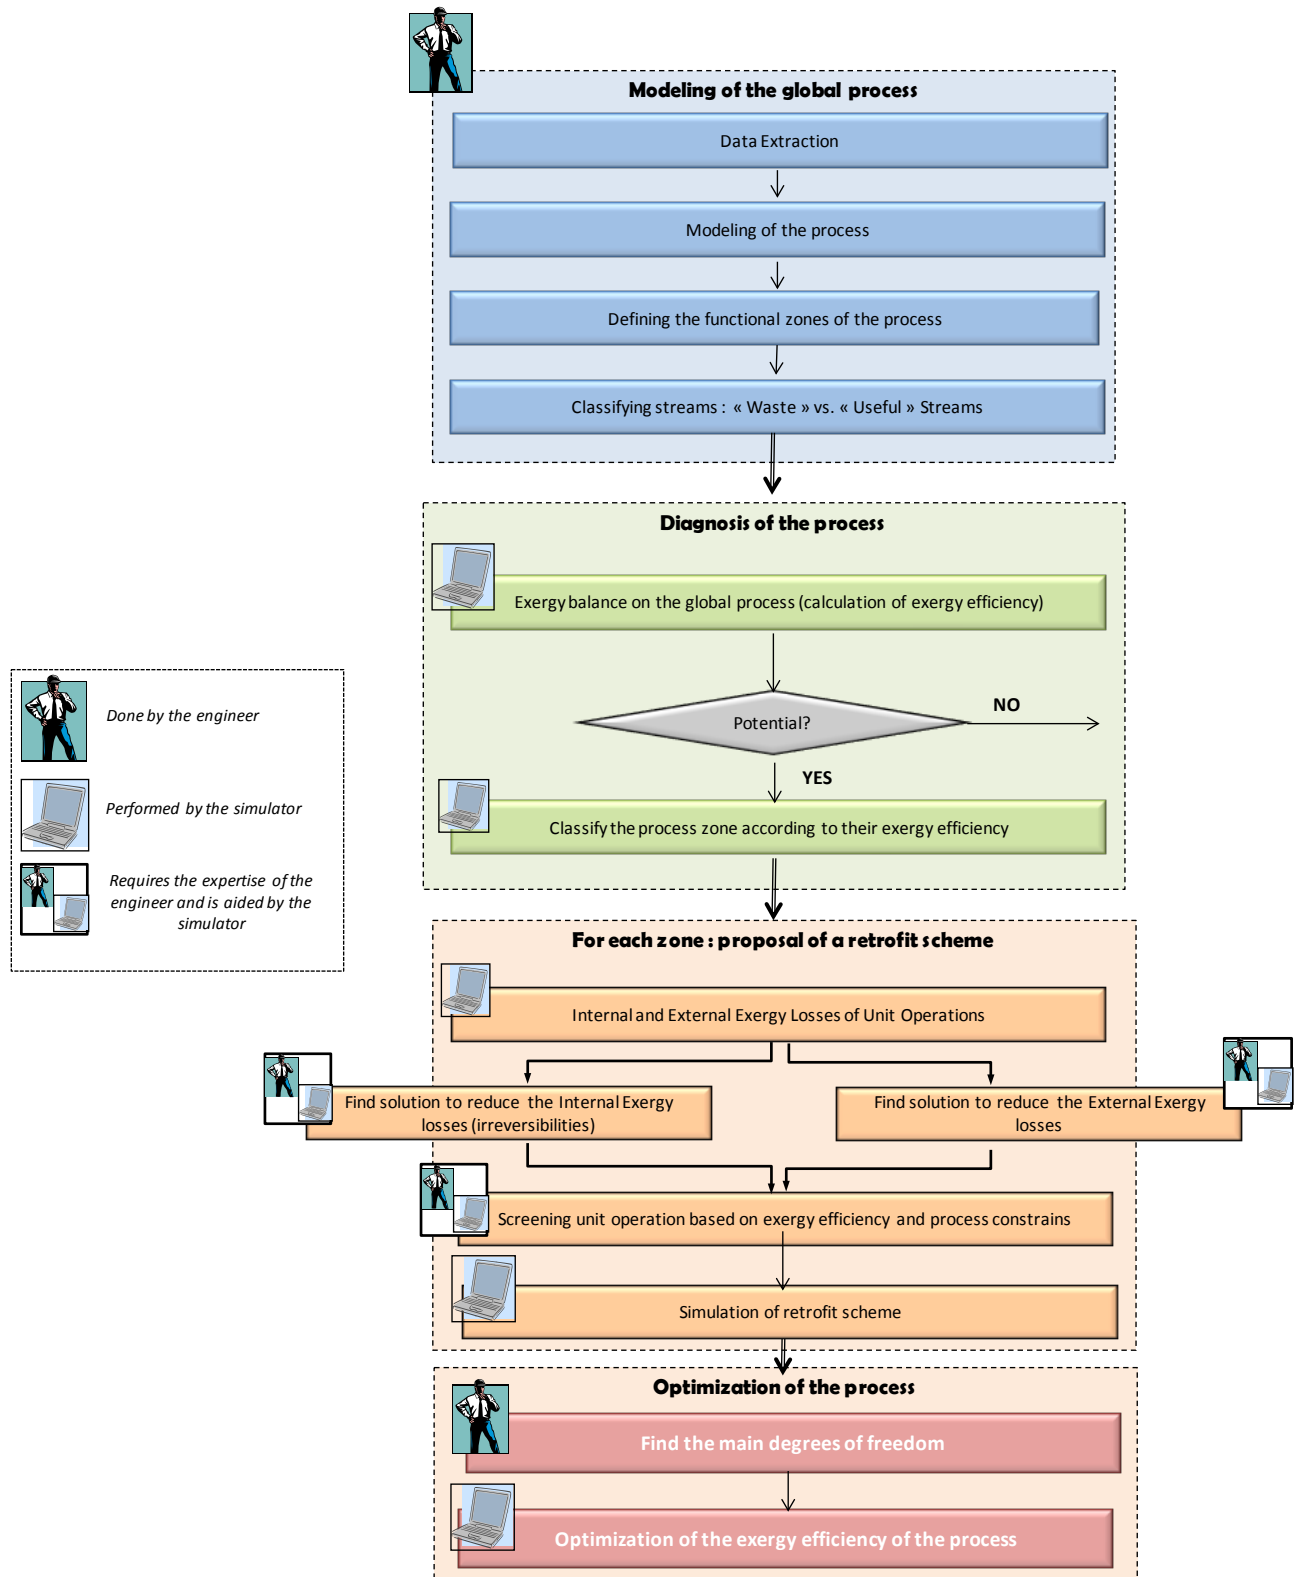 Modeling of the global process
Data Extraction
Modeling of the process
Defining the functional zones of the process
Classifying streams : « Waste » vs. « Useful » Streams
Diagnosis of the process
Exergy balance on the global process (calculation of exergy efficiency)
Potential?
NO
YES
Classify the process zone according to their exergy efficiency
Done by the engineer
Performed by the simulator
Requires the expertise of the
engineer and is aided by the
simulator
For each zone : proposal of a retrofit scheme
Internal and External Exergy Losses of Unit Operations
Find solution to reduce the Internal Exergy
losses (irreversibilities)
Find solution to reduce the External Exergy
losses
Screening unit operation based on exergy efficiency and process constrains
Simulation of retrofit scheme
Optimization of the process
Find the main degrees of freedom
Optimization of the exergy efficiency of the process